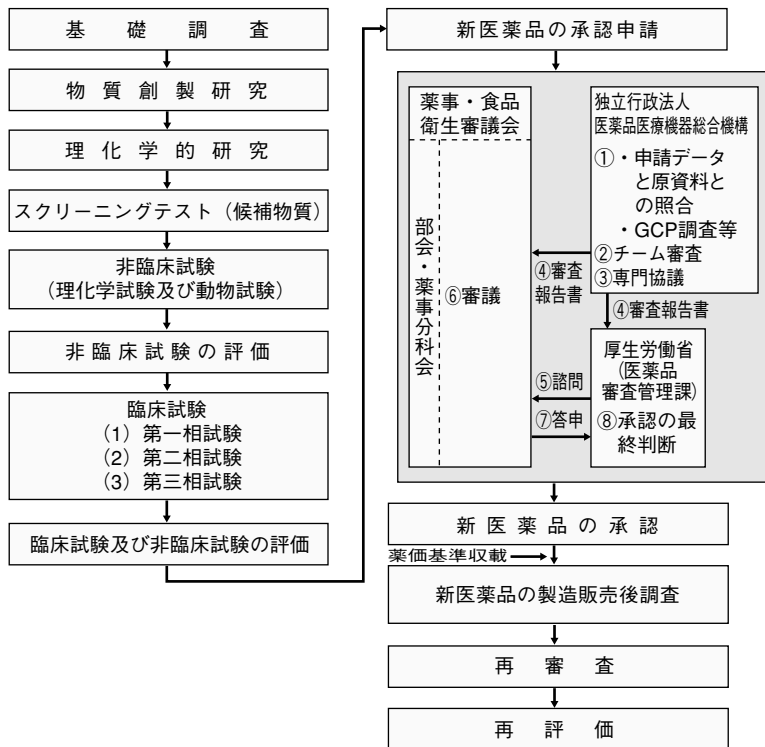 基礎調査
物質創製研究
理化学的研究
スクリーニングテスト（候補物質）
非臨床試験
（理化学試験及び動物試験）
非臨床試験の評価
臨床試験
（1）第一相試験
（2）第二相試験
（3）第三相試験
臨床試験及び非臨床試験の評価
新医薬品の承認申請
薬事・食品
衛生審議会
部会・薬事分科会
⑥審議
独立行政法人
医薬品医療機器総合機構
①・申請データ
と原資料と
の照合
・GCP調査等
②チーム審査
③専門協議
④審査
報告書
④審査報告書
厚生労働省
（医薬品
審査管理課）
⑧承認の最
終判断
⑤諮問
⑦答申
新医薬品の承認
薬価基準収載
新医薬品の製造販売後調査
再審査
再評価